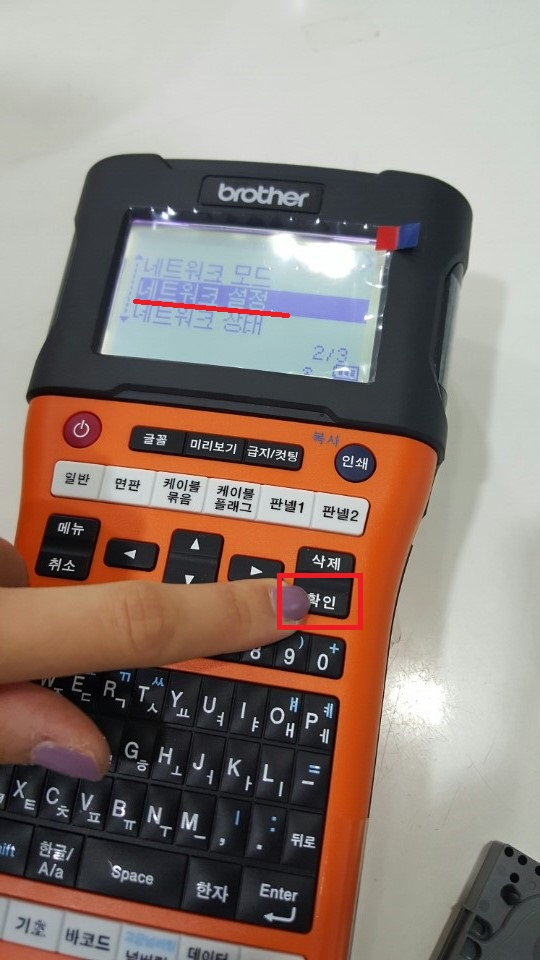 brother
네트워크 모드
네트워크 설정
네트워크 상태
2/3
글꼴 미리보기 급지/컷팅 복사 인쇄
일반 면판 케이블 묶음 케이블 플래그 판넬1 판넬2
메뉴 ◄ ▲ ► 삭제
취소 ▼ 확인
8 9 ) 0 +
E ㄷ R ㄱ T ㅅ ㅆ Y ㅛ U ㅕ I ㅑ O ㅐ ㅒ P ㅔ ㅖ
G ㅎ H ㅗ J ㅓ K ㅏ L ㅣ
X ㅌ C ㅊ V ㅍ B ㅠ N ㅜ M ㅡ , ' . : 뒤로
한글/ A/a Space 한자 Enter
기호 바코드